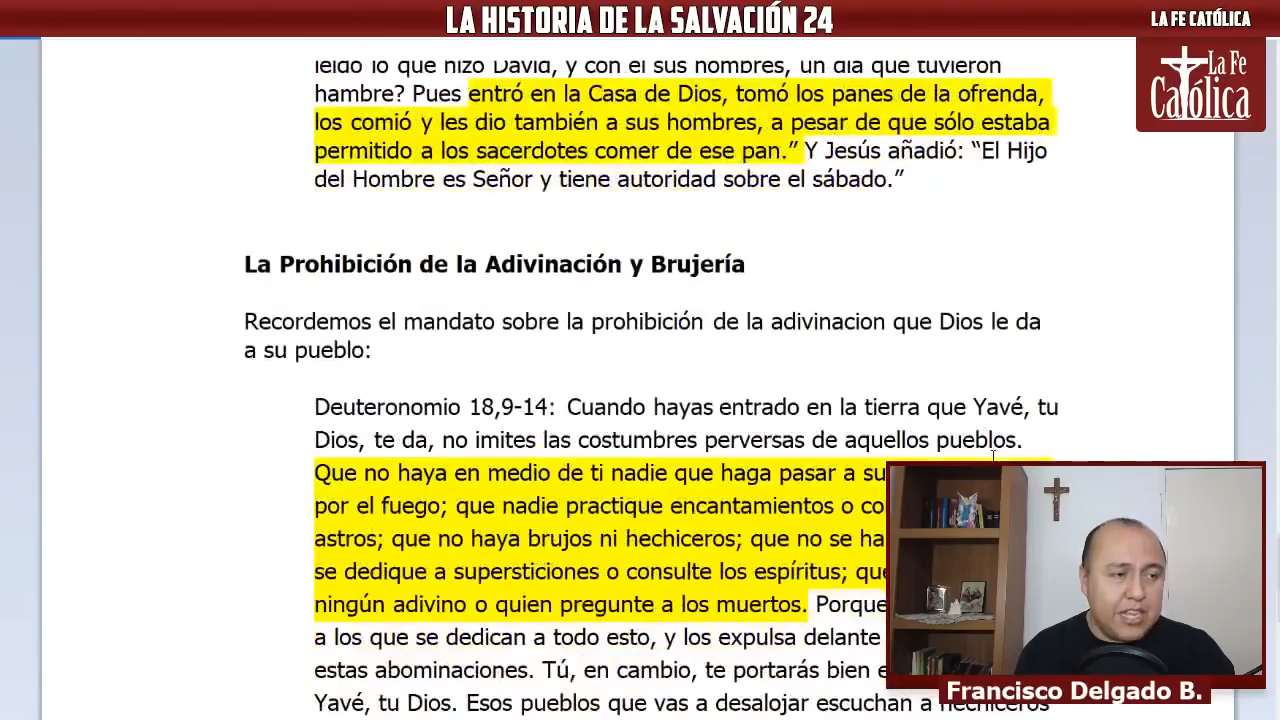 LA HISTORIA DE LA SALVACIÓN 24
LA FE CATÓLICA
La Fe
Católica
leído lo que hizo David, y con él sus hombres, un día que tuvieron
hambre? Pues entró en la Casa de Dios, tomó los panes de la ofrenda,
los comió y les dio también a sus hombres, a pesar de que sólo estaba
permitido a los sacerdotes comer de ese pan.” Y Jesús añadió: “El Hijo
del Hombre es Señor y tiene autoridad sobre el sábado.”
La Prohibición de la Adivinación y Brujería
Recordemos el mandato sobre la prohibición de la adivinacion que Dios le da
a su pueblo:
Deuteronomio 18,9-14: Cuando hayas entrado en la tierra que Yavé, tu
Dios, te da, no imites las costumbres perversas de aquellos pueblos.
Que no haya en medio de ti nadie que haga pasar a su
por el fuego; que nadie practique encantamientos o co
astros; que no haya brujos ni hechiceros; que no se ha
se dedique a supersticiones o consulte los espíritus; que
ningún adivino o quien pregunte a los muertos. Porque
a los que se dedican a todo esto, y los expulsa delante
estas abominaciones. Tú, en cambio, te portarás bien e
Yavé, tu Dios. Esos pueblos que vas a desalojar escuchan a hechiceros
Francisco Delgado B.